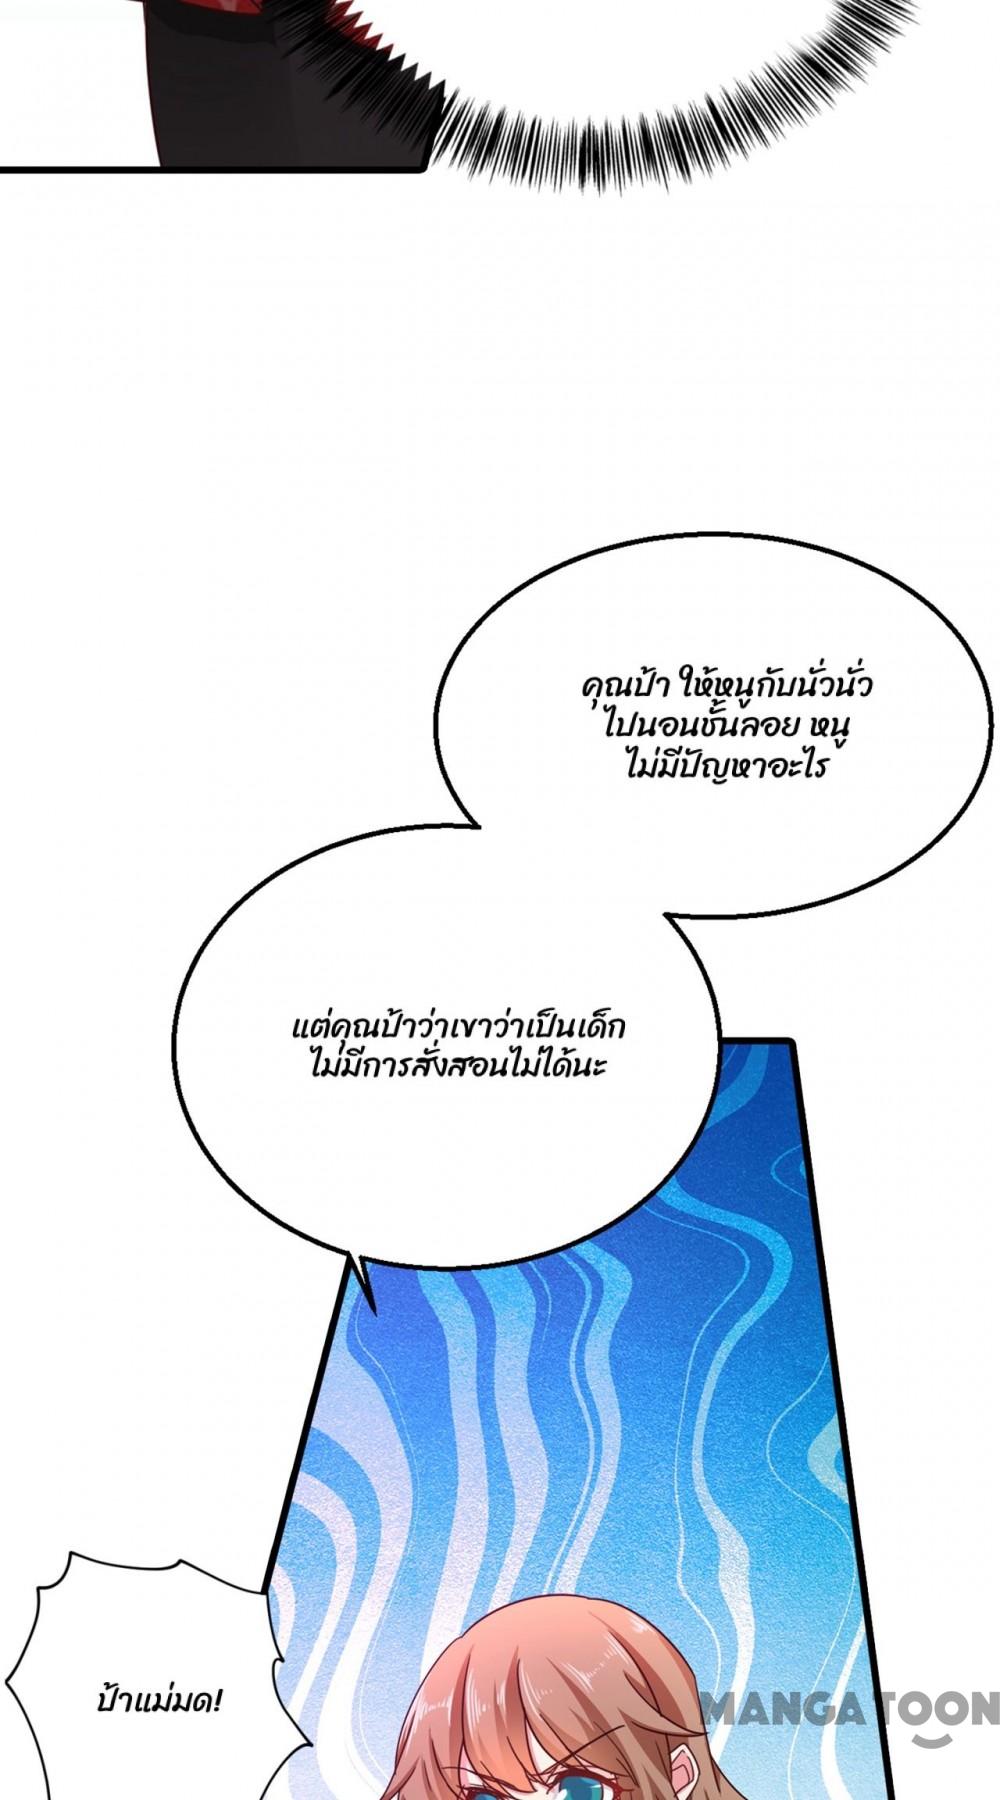 คุณป้า ให้หนูกับนั่วนั่ว
ไปนอนชั้นลอย หนู
ไม่มีปัญหาอะไร
แต่คุณป้าว่าเขาว่าเป็นเด็ก
ไม่มีการสั่งสอนไม่ได้นะ
ป้าแม่มด!
MANGATOON